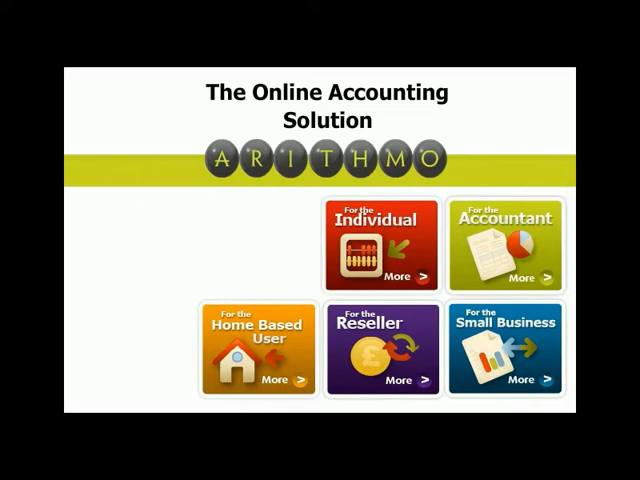 The Online Accounting
Solution
ARITHMO
For the
Individual
More >
For the
Accountant
More >
For the
Home Based
User
More >
For the
Reseller
£
More >
For the
Small Business
More >